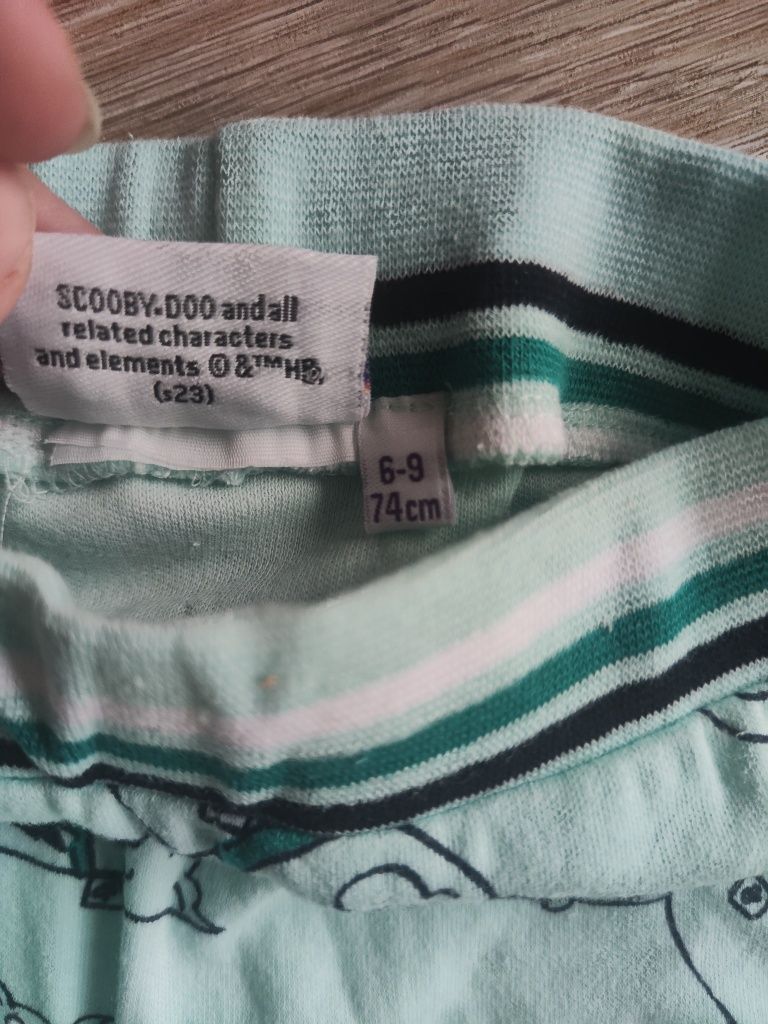 SCOOBY-DOO and all
related characters
and elements © & ™ HB.
(s23)
6-9
74cm